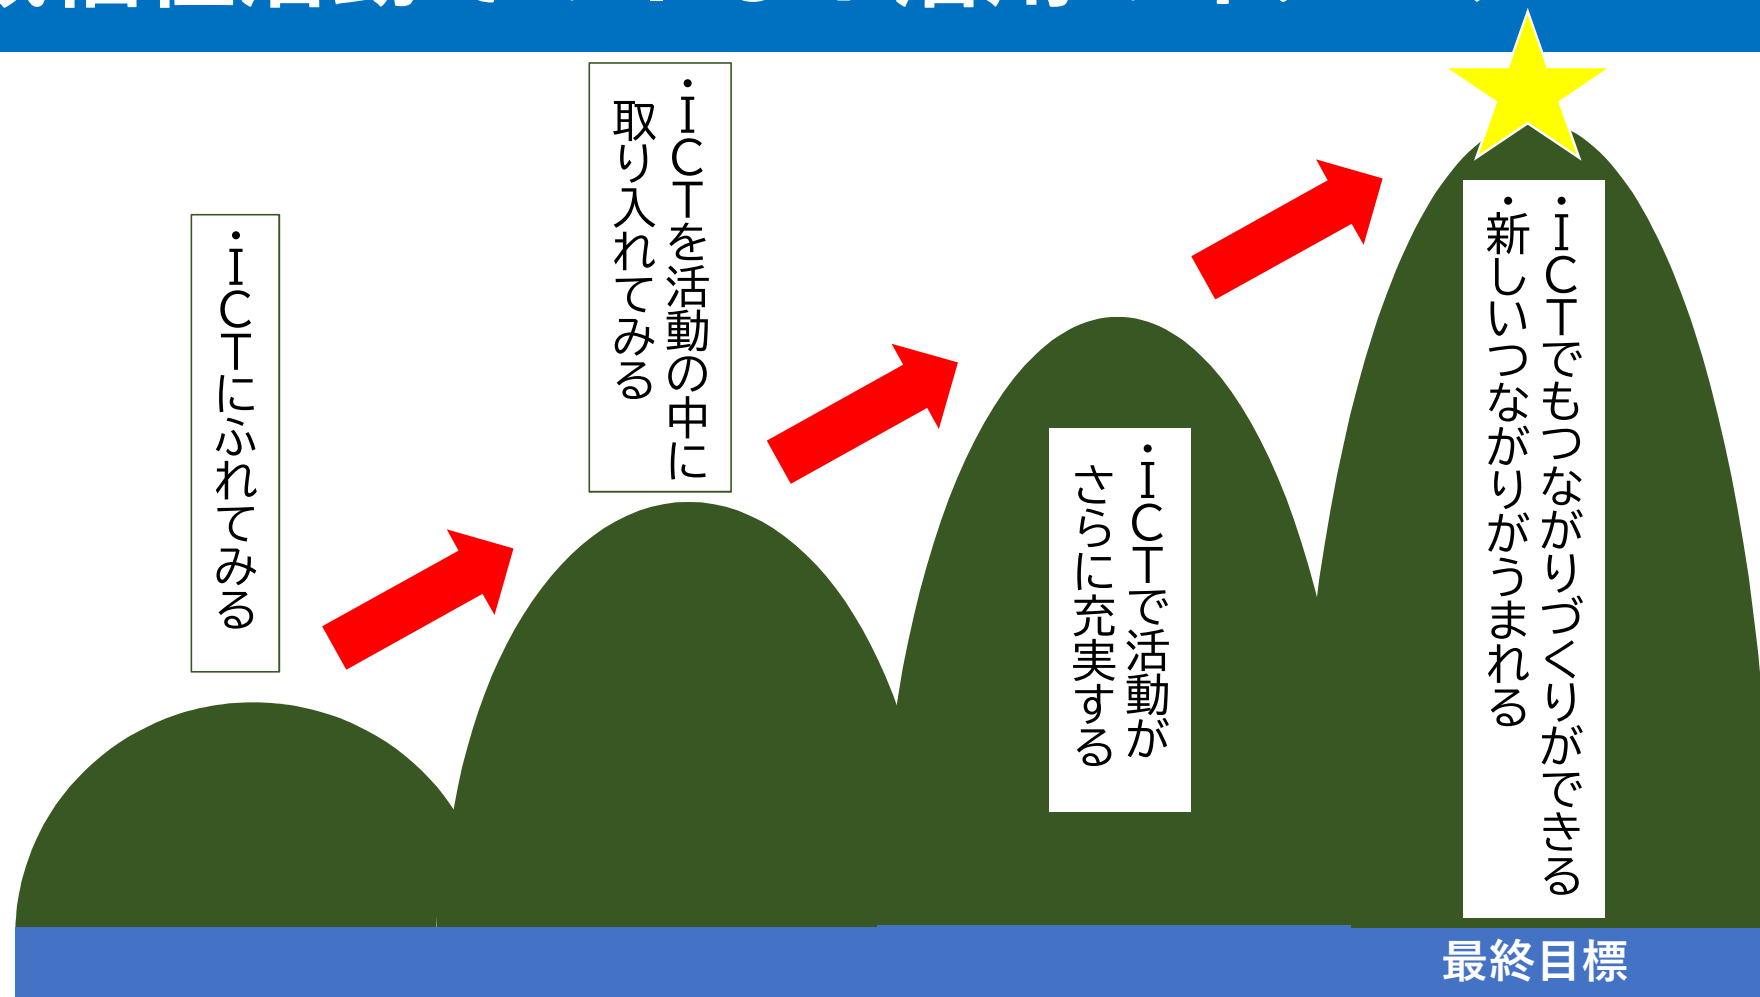 ・ICTにふれてみる
・ICTを活動の中に
取り入れてみる
・ICTで活動が
さらに充実する
・ICTでもつながりづくりができる
・新しいつながりがうまれる
最終目標